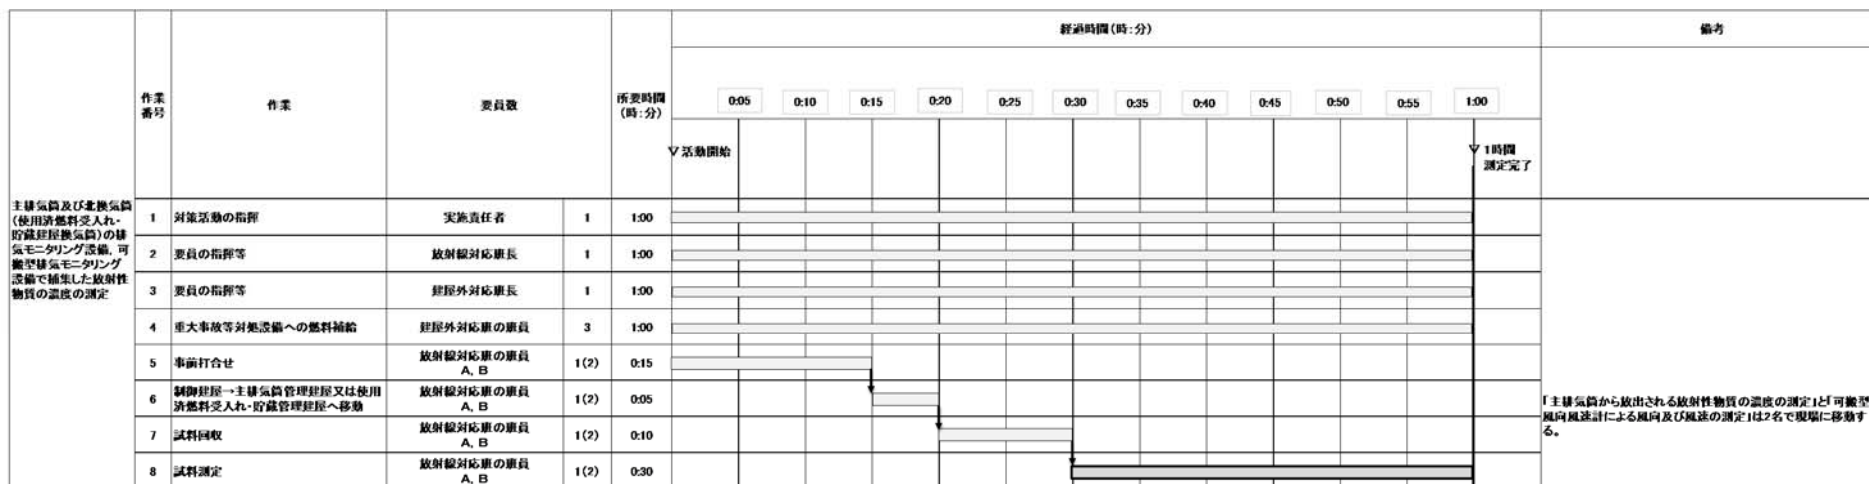 経過時間(時:分)
備考
作業
番号
作業
要員数
所要時間
(時:分)
0:05
0:10
0:15
0:20
0:25
0:30
0:35
0:40
0:45
0:50
0:55
1:00
▽活動開始
▽ 1時間
測定完了
主排気筒及び北換気筒
(使用済燃料受入れ・
貯蔵建屋換気筒)の排
気モニタリング設備,可
搬型排気モニタリング
設備で捕集した放射性
物質の濃度の測定
1
対策活動の指揮
実施責任者
1
1:00
2
要員の指揮等
放射線対応班長
1
1:00
3
要員の指揮等
建屋外対応班長
1
1:00
4
重大事故等対処設備への燃料補給
建屋外対応班の班員
3
1:00
5
事前打合せ
放射線対応班の班員
A, B
1(2)
0:15
6
制御建屋→主排気筒管理建屋又は使用
済燃料受入れ・貯蔵管理建屋へ移動
放射線対応班の班員
A, B
1(2)
0:05
7
試料回収
放射線対応班の班員
A, B
1(2)
0:10
8
試料測定
放射線対応班の班員
A, B
1(2)
0:30
「主排気筒から放出される放射性物質の濃度の測定」と「可搬型
風向風速計による風向及び風速の測定」は2名で現場に移動す
る。